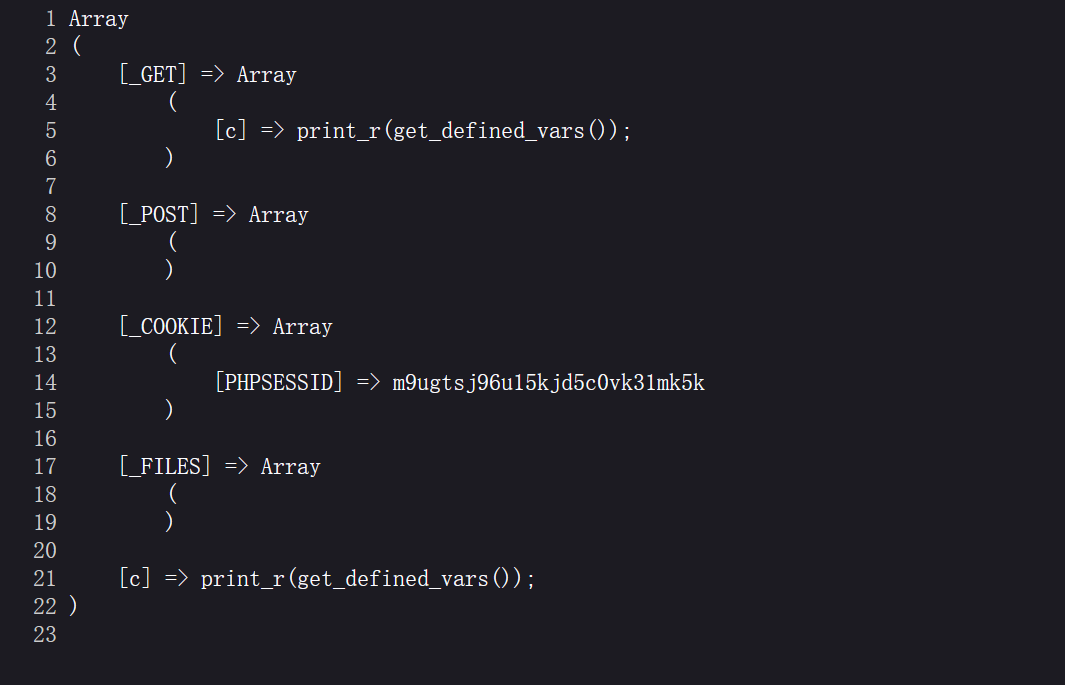 1 Array
2 (
3     [_GET] => Array
4         (
5             [c] => print_r(get_defined_vars());
6         )
7
8     [_POST] => Array
9         (
10         )
11
12     [_COOKIE] => Array
13         (
14             [PHPSESSID] => m9ugtsj96u15kjd5c0vk31mk5k
15         )
16
17     [_FILES] => Array
18         (
19         )
20
21     [c] => print_r(get_defined_vars());
22 )
23